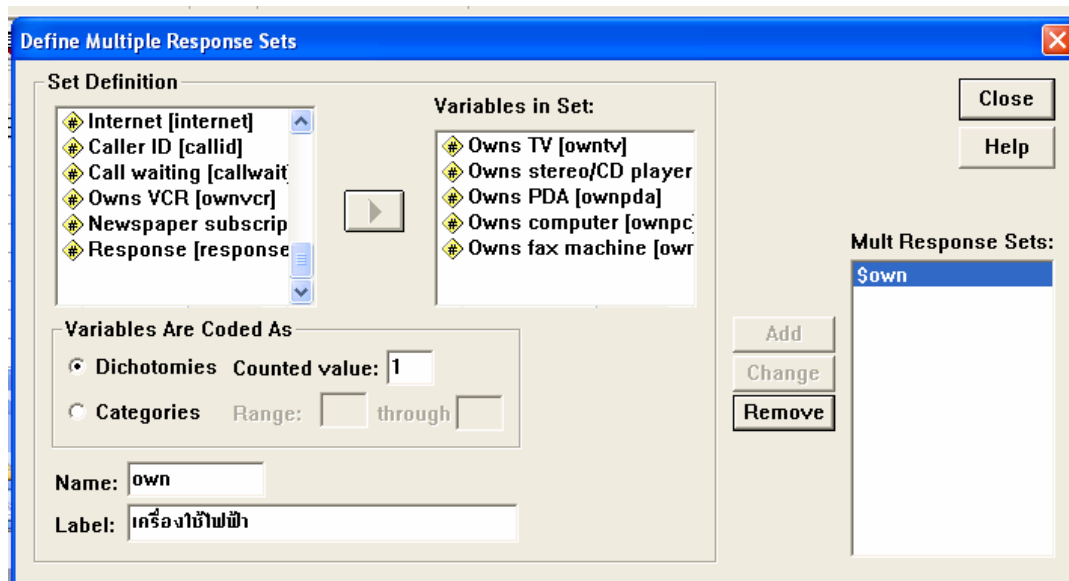 Define Multiple Response Sets
Set Definition
Internet [internet]
Caller ID [callid]
Call waiting [callwait]
Owns VCR [ownvcr]
Newspaper subscrip
Response [response
Variables in Set:
Owns TV [owntv]
Owns stereo/CD player
Owns PDA [ownpda]
Owns computer [ownpc]
Owns fax machine [owr
Close
Help
Variables Are Coded As
Dichotomies Counted value: 1
Categories Range: through
Name: own
Label: เครื่องใช้ไฟฟ้า
Add
Change
Remove
Mult Response Sets:
$own